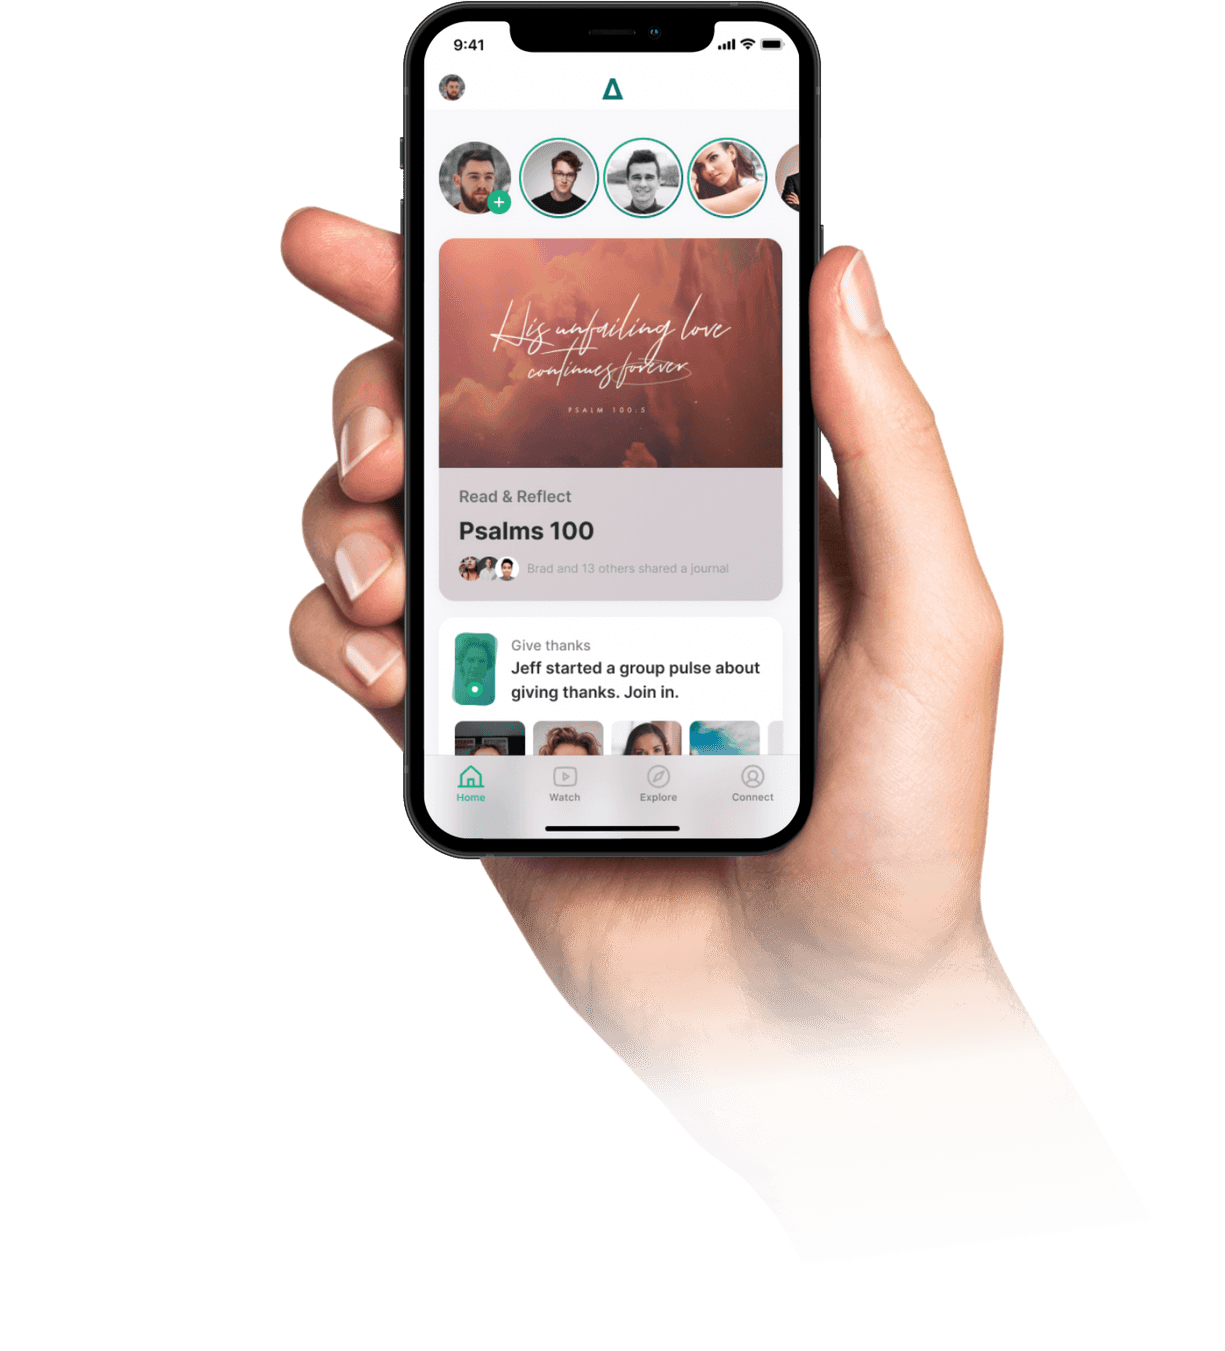 9:41
Δ
His unfailing love
continues forever
PSALM 100:5
Read & Reflect
Psalms 100
Brad and 13 others shared a journal
Give thanks
Jeff started a group pulse about
giving thanks. Join in.
Home
Watch
Explore
Connect